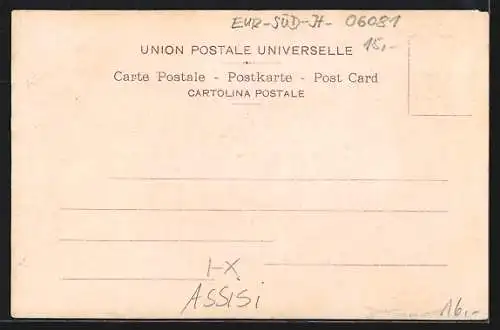 EUR-SÜD-It- 06081
15,-
UNION POSTALE UNIVERSELLE
Carte Postale - Postkarte - Post Card
CARTOLINA POSTALE
I-X
ASSISi
16,-